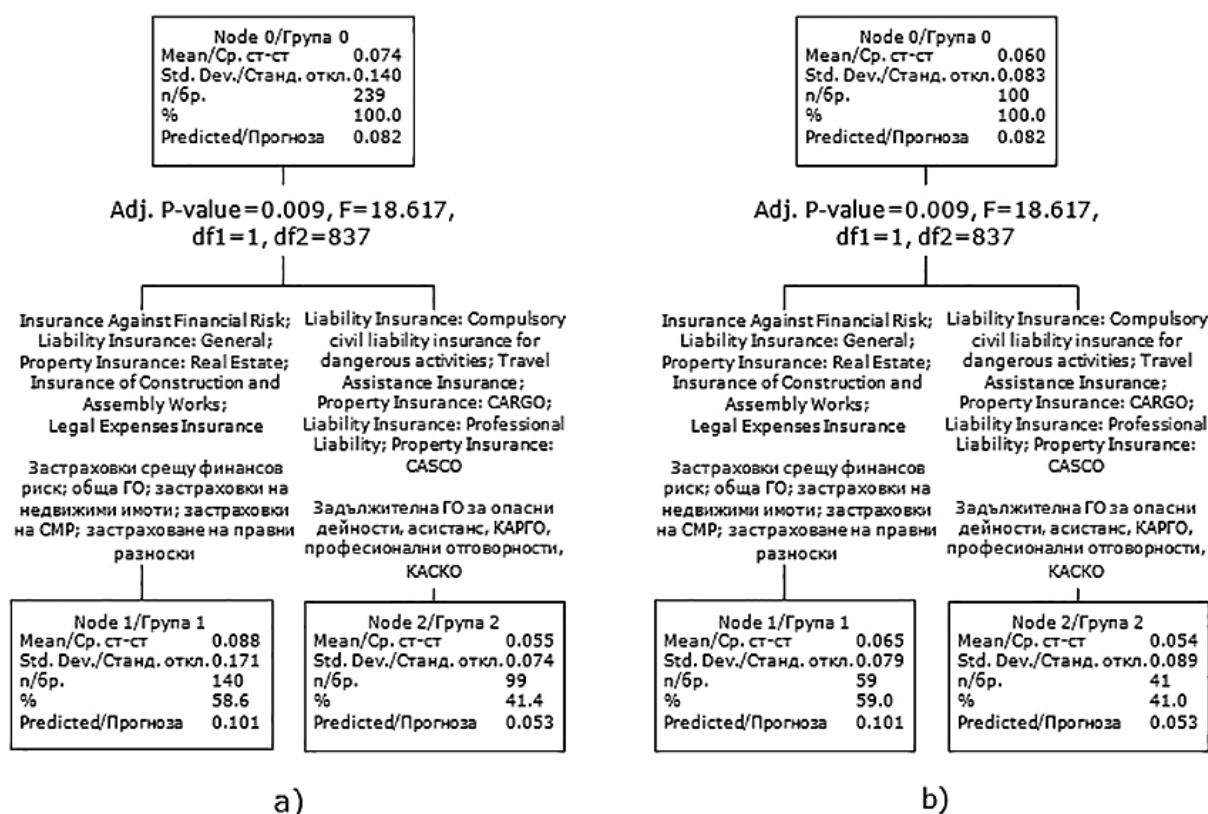 Node 0/Група 0
Mean/Ср. ст-ст 0.074
Std. Dev./Станд. откл. 0.140
n/бр. 239
% 100.0
Predicted/Прогноза 0.082
Adj. P-value=0.009, F=18.617,
df1=1, df2=837
Insurance Against Financial Risk;
Liability Insurance: General;
Property Insurance: Real Estate;
Insurance of Construction and
Assembly Works;
Legal Expenses Insurance
Застраховки срещу финансов
риск; обща ГО; застраховки на
недвижими имоти; застраховки
на СМР; застраховане на правни
разноски
Liability Insurance: Compulsory
civil liability insurance for
dangerous activities; Travel
Assistance Insurance;
Property Insurance: CARGO;
Liability Insurance: Professional
Liability; Property Insurance:
CASCO
Задължителна ГО за опасни
дейности, асистанс, КАРГО,
професионални отговорности,
КАСКО
Node 1/Група 1
Mean/Ср. ст-ст 0.088
Std. Dev./Станд. откл. 0.171
n/бр. 140
% 58.6
Predicted/Прогноза 0.101
Node 2/Група 2
Mean/Ср. ст-ст 0.055
Std. Dev./Станд. откл. 0.074
n/бр. 99
% 41.4
Predicted/Прогноза 0.053
a)
Node 0/Група 0
Mean/Ср. ст-ст 0.060
Std. Dev./Станд. откл. 0.083
n/бр. 100
% 100.0
Predicted/Прогноза 0.082
Adj. P-value=0.009, F=18.617,
df1=1, df2=837
Insurance Against Financial Risk;
Liability Insurance: General;
Property Insurance: Real Estate;
Insurance of Construction and
Assembly Works;
Legal Expenses Insurance
Застраховки срещу финансов
риск; обща ГО; застраховки на
недвижими имоти; застраховки
на СМР; застраховане на правни
разноски
Liability Insurance: Compulsory
civil liability insurance for
dangerous activities; Travel
Assistance Insurance;
Property Insurance: CARGO;
Liability Insurance: Professional
Liability; Property Insurance:
CASCO
Задължителна ГО за опасни
дейности, асистанс, КАРГО,
професионални отговорности,
КАСКО
Node 1/Група 1
Mean/Ср. ст-ст 0.065
Std. Dev./Станд. откл. 0.079
n/бр. 59
% 59.0
Predicted/Прогноза 0.101
Node 2/Група 2
Mean/Ср. ст-ст 0.054
Std. Dev./Станд. откл. 0.089
n/бр. 41
% 41.0
Predicted/Прогноза 0.053
b)